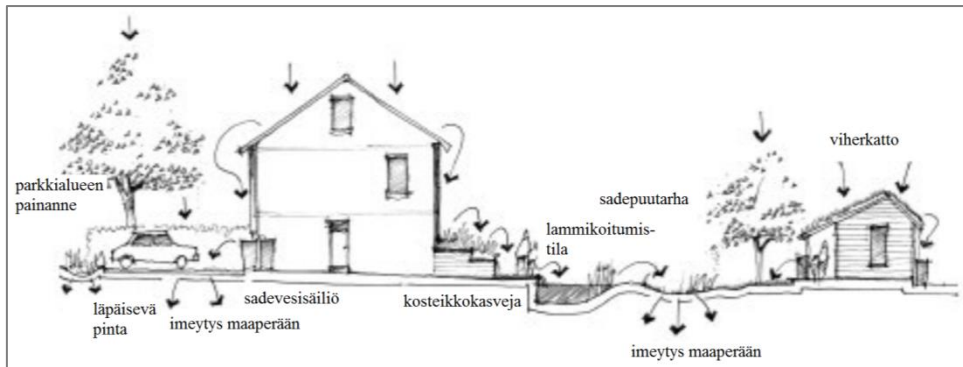 viherkatto
parkkialueen
painanne
sadepuutarha
lammikoitumis-
tila
läpäisevä
pinta
sadevesisäiliö
imeytys maaperään
kosteikkokasveja
imeytys maaperään